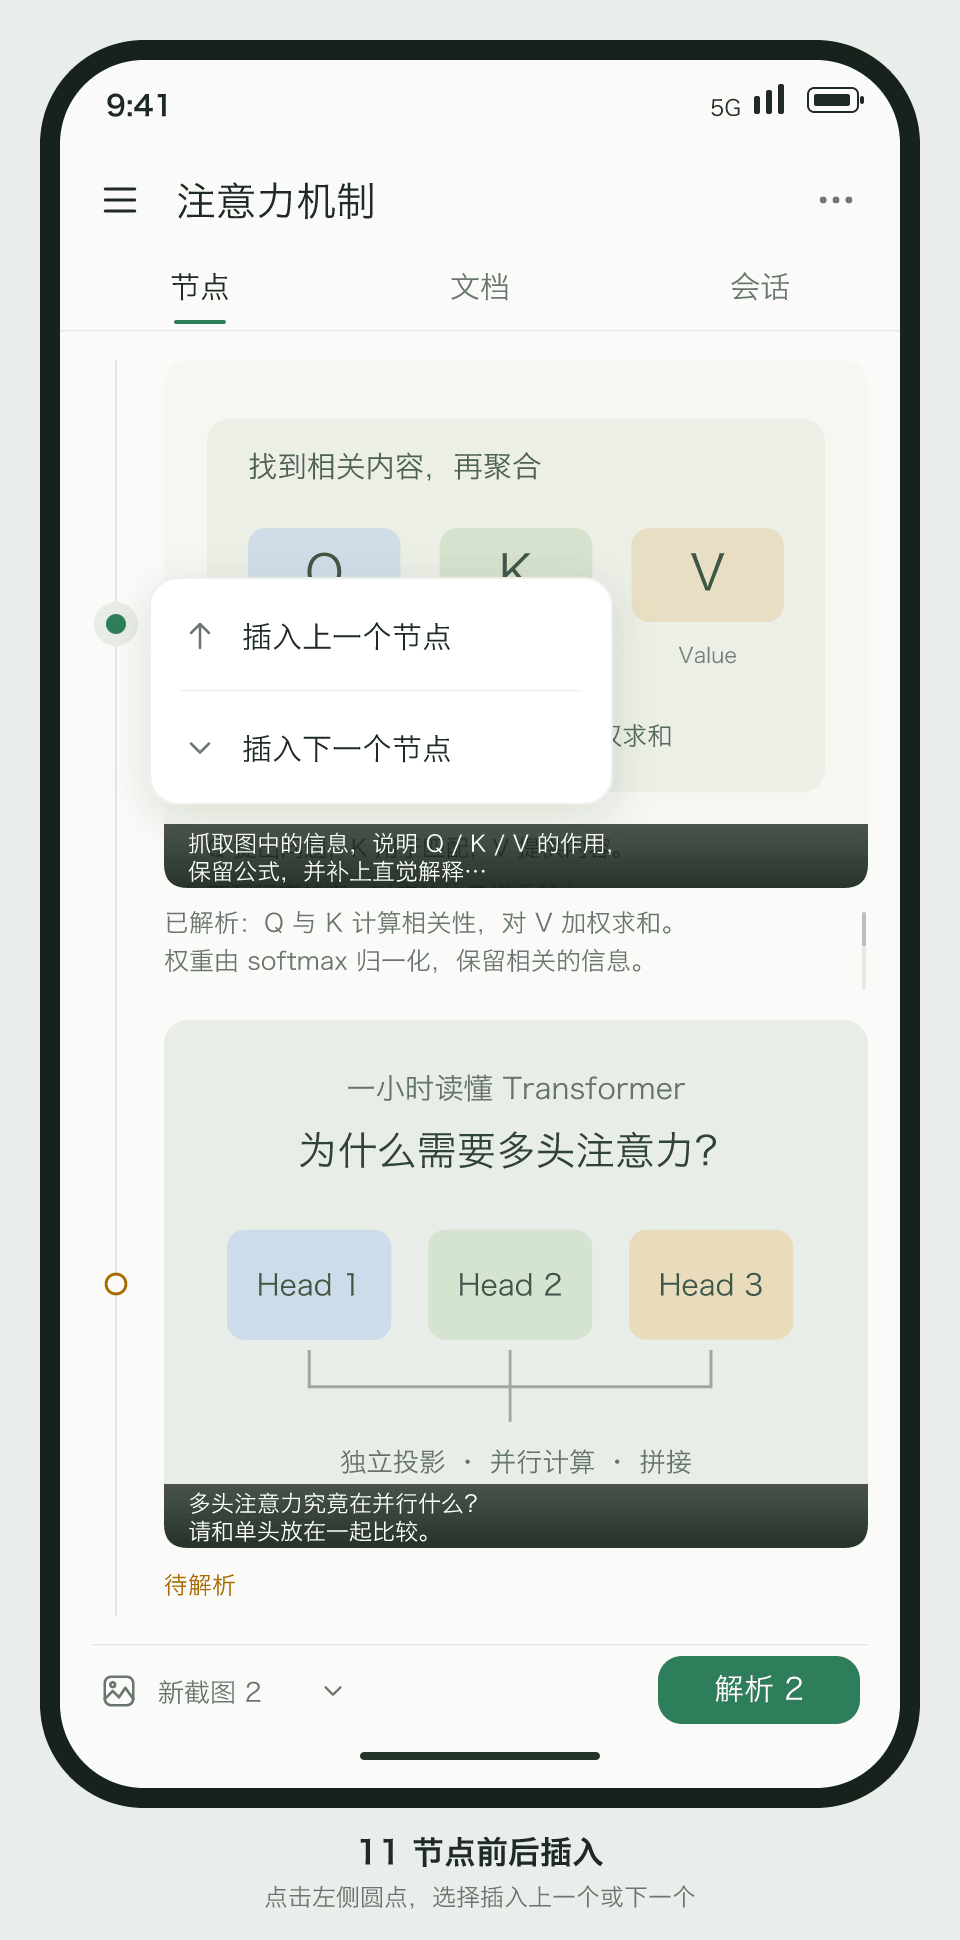 9:41
5G
注意力机制
节点
文档
会话
找到相关内容，再聚合
Q
K
V
Value
插入上一个节点
插入下一个节点
求和
抓取图中的信息，说明 Q / K / V 的作用，
保留公式，并补上直觉解释…
已解析：Q 与 K 计算相关性，对 V 加权求和。
权重由 softmax 归一化，保留相关的信息。
一小时读懂 Transformer
为什么需要多头注意力？
Head 1
Head 2
Head 3
独立投影 · 并行计算 · 拼接
多头注意力究竟在并行什么？
请和单头放在一起比较。
待解析
新截图 2
解析 2
11 节点前后插入
点击左侧圆点，选择插入上一个或下一个